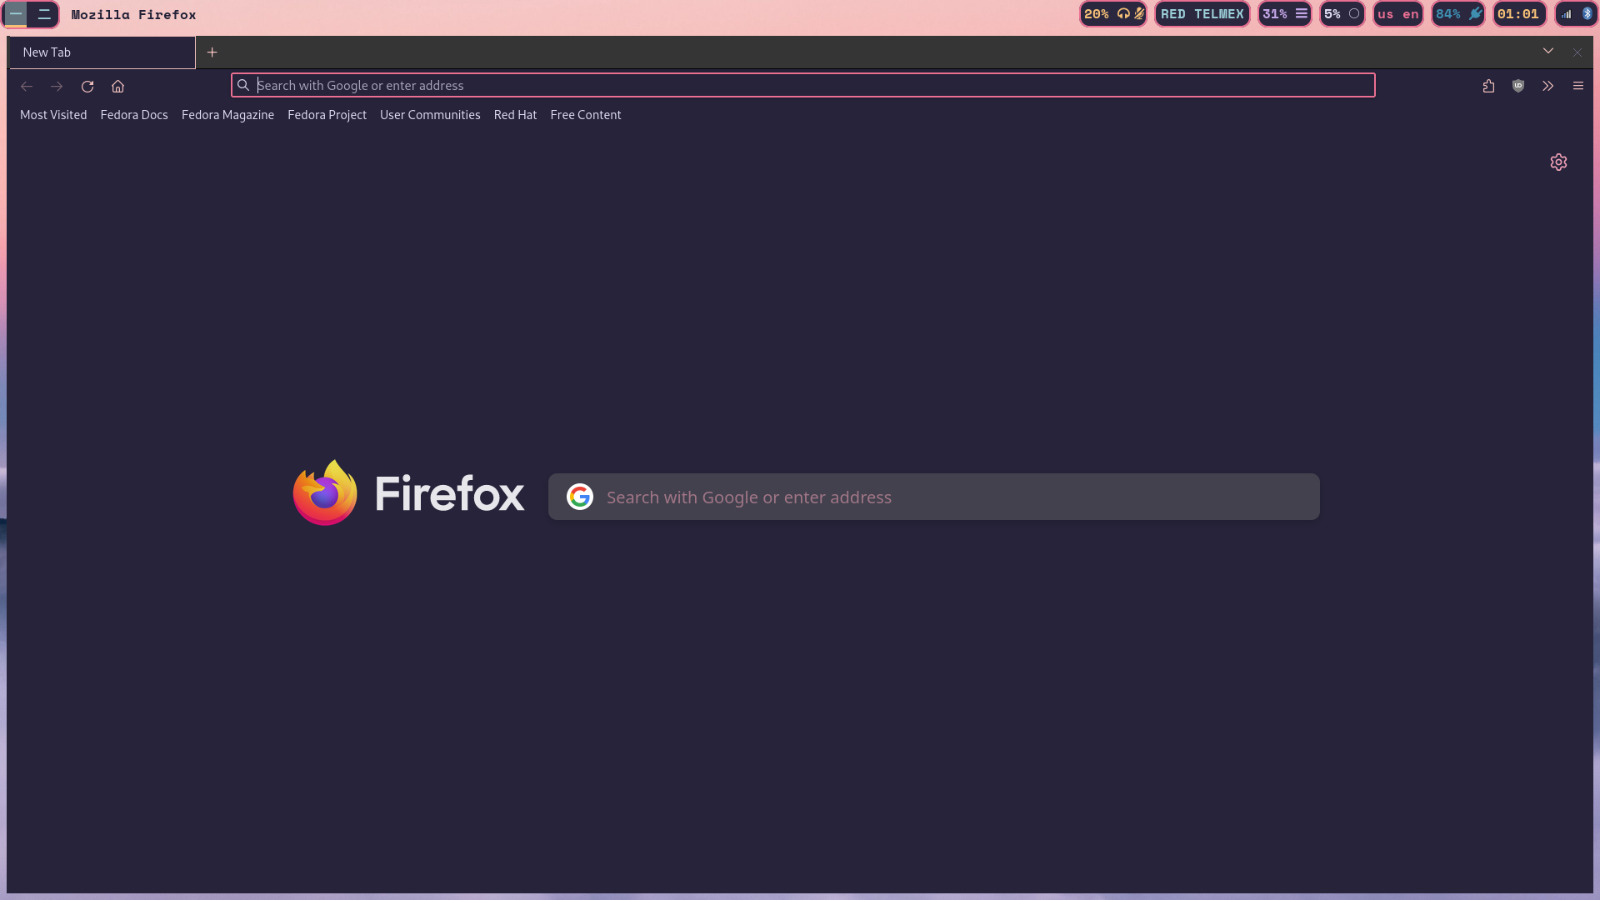 Mozilla Firefox
20%
RED TELMEX
31%
5%
us en
84%
01:01
New Tab
Search with Google or enter address
Most Visited Fedora Docs Fedora Magazine Fedora Project User Communities Red Hat Free Content
Firefox
Search with Google or enter address